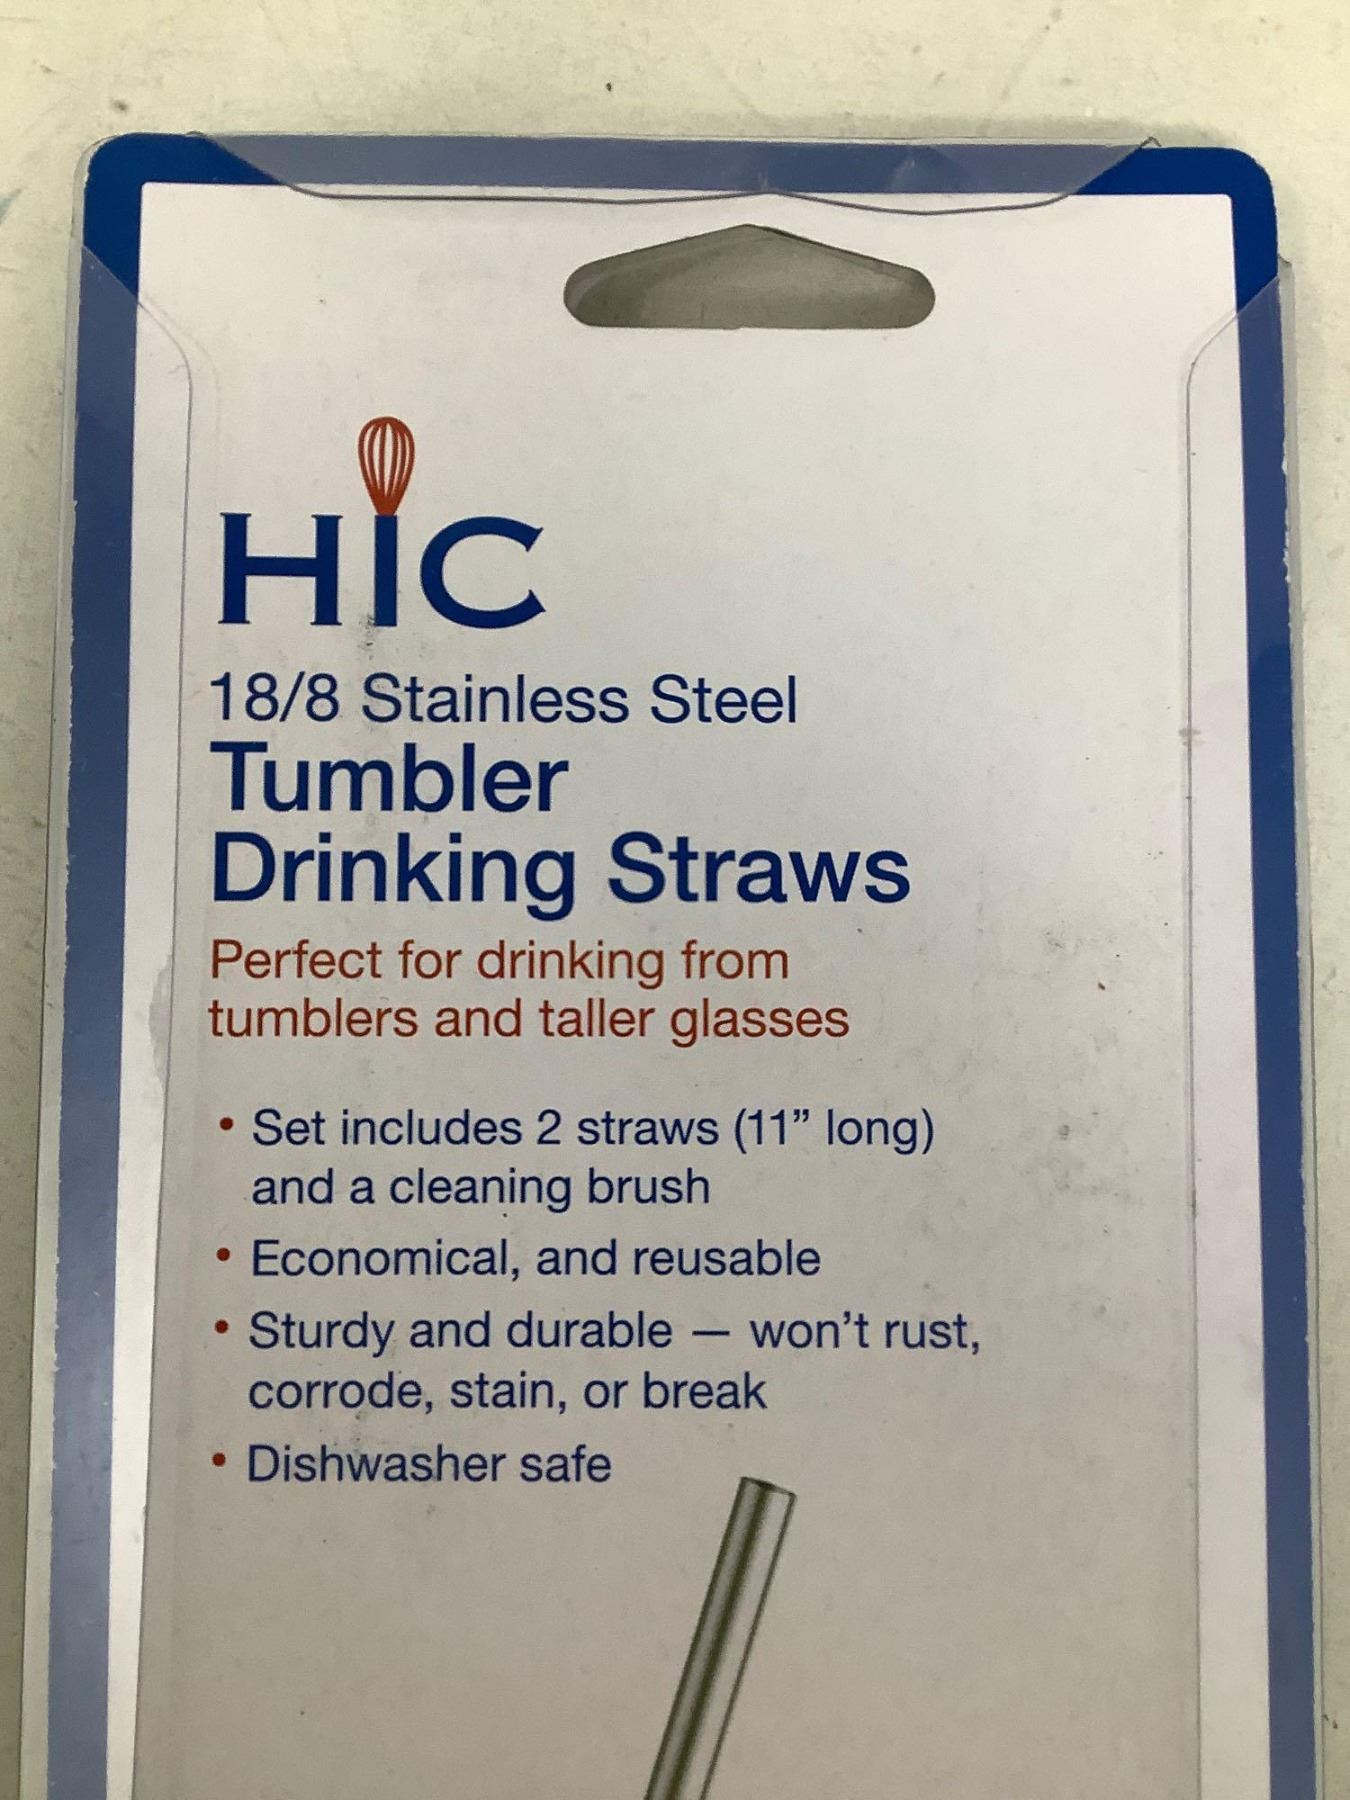 HIC
18/8 Stainless Steel
Tumbler
Drinking Straws
Perfect for drinking from
tumblers and taller glasses
• Set includes 2 straws (11” long)
and a cleaning brush
• Economical, and reusable
• Sturdy and durable — won’t rust,
corrode, stain, or break
• Dishwasher safe